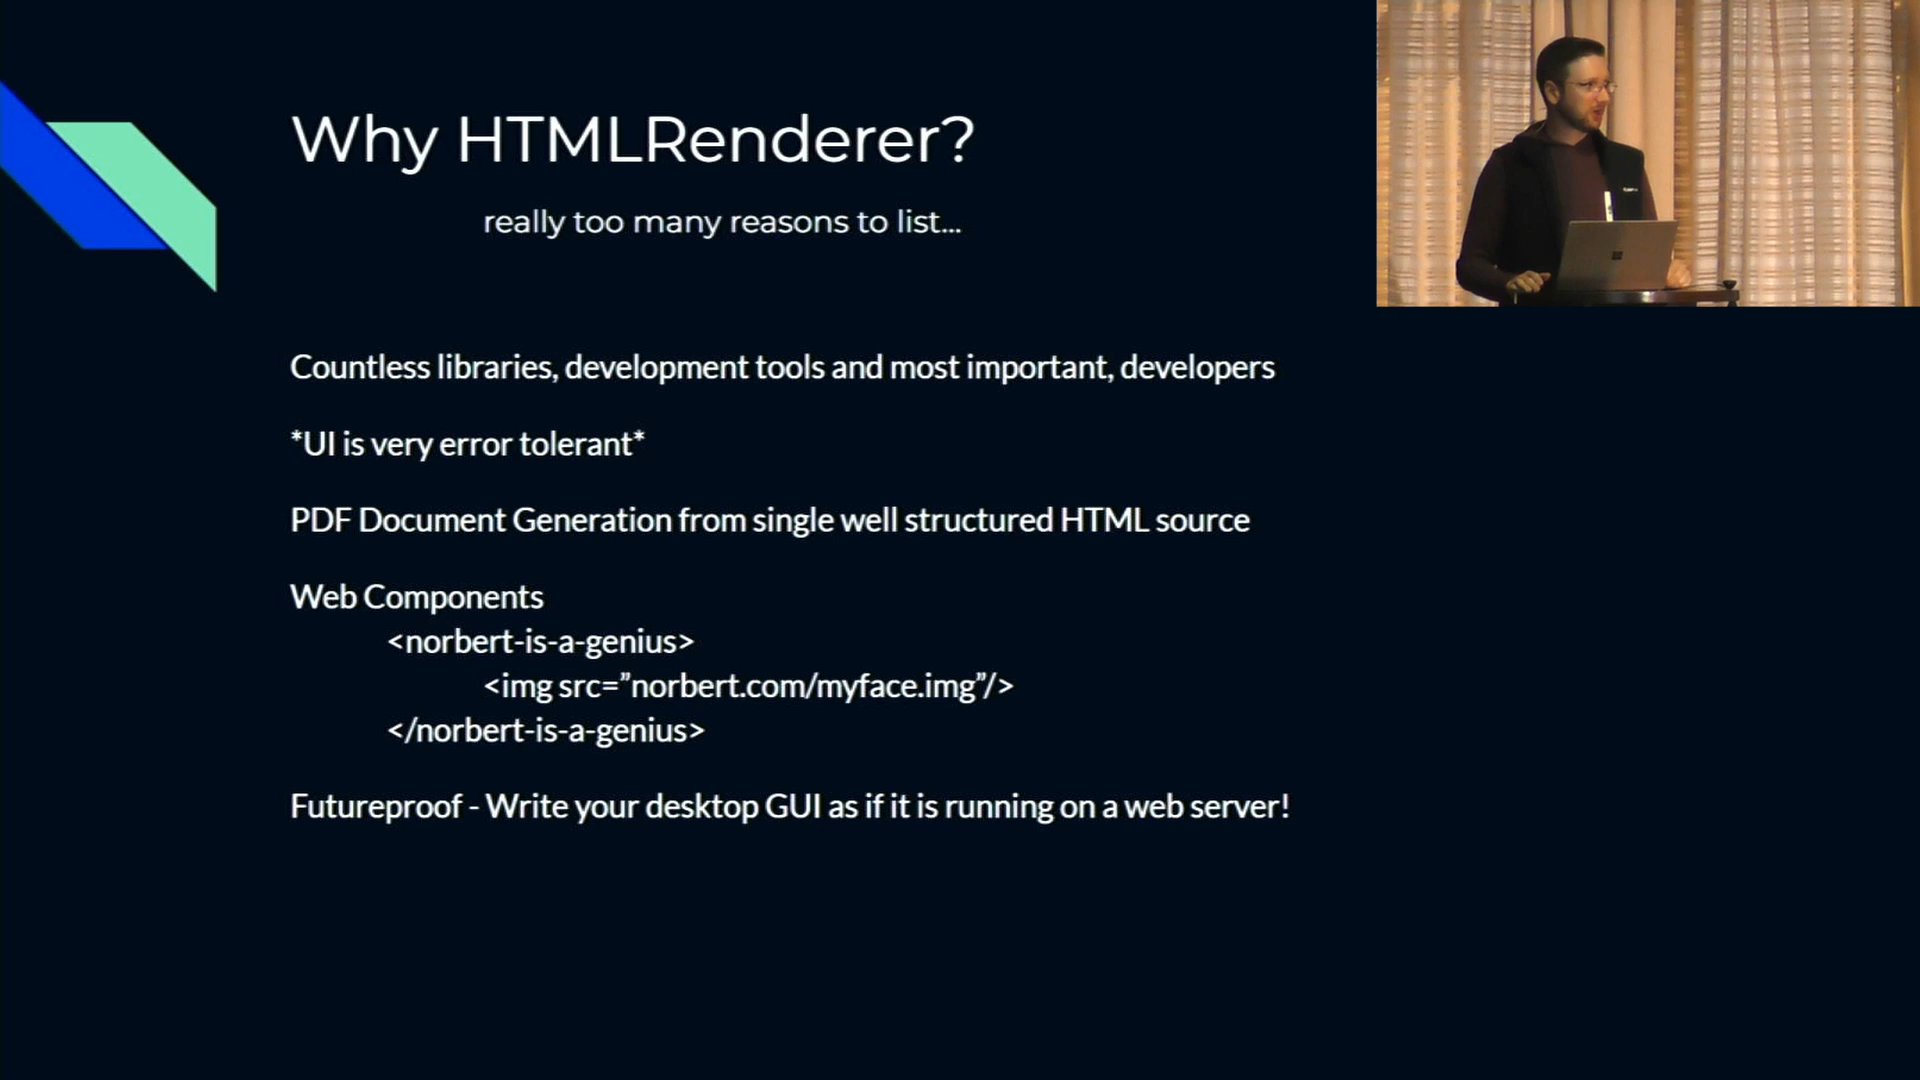 Why HTMLRenderer?
really too many reasons to list...
Countless libraries, development tools and most important, developers
*UI is very error tolerant*
PDF Document Generation from single well structured HTML source
Web Components
<norbert-is-a-genius>
<img src=”norbert.com/myface.img”/>
</norbert-is-a-genius>
Futureproof - Write your desktop GUI as if it is running on a web server!